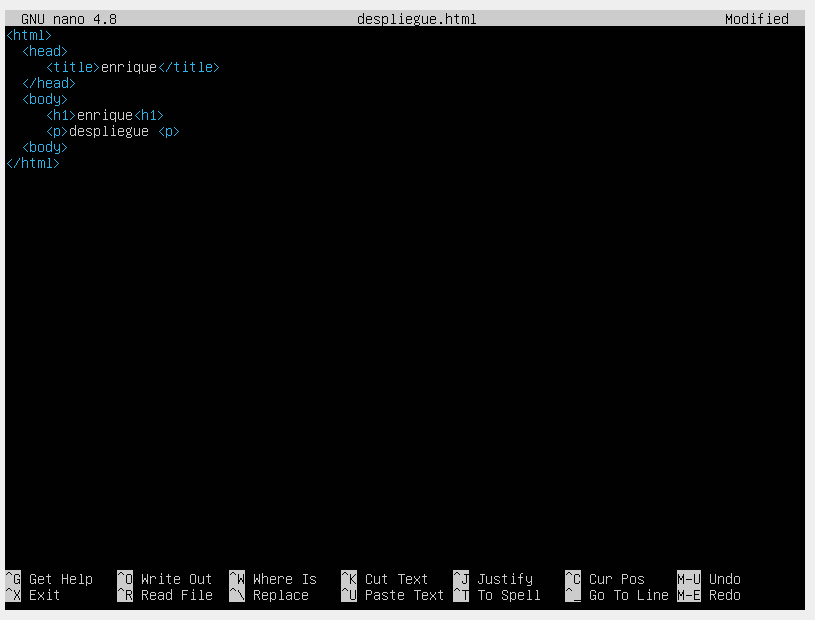 GNU nano 4.8 despliegue.html Modified
<html>
<head>
<title>enrique</title>
</head>
<body>
<h1>enrique<h1>
<p>despliegue <p>
<body>
</html>
^G Get Help ^O Write Out ^W Where Is ^K Cut Text ^J Justify ^C Cur Pos M-U Undo
^X Exit ^R Read File ^\ Replace ^U Paste Text ^T To Spell ^_ Go To Line M-E Redo